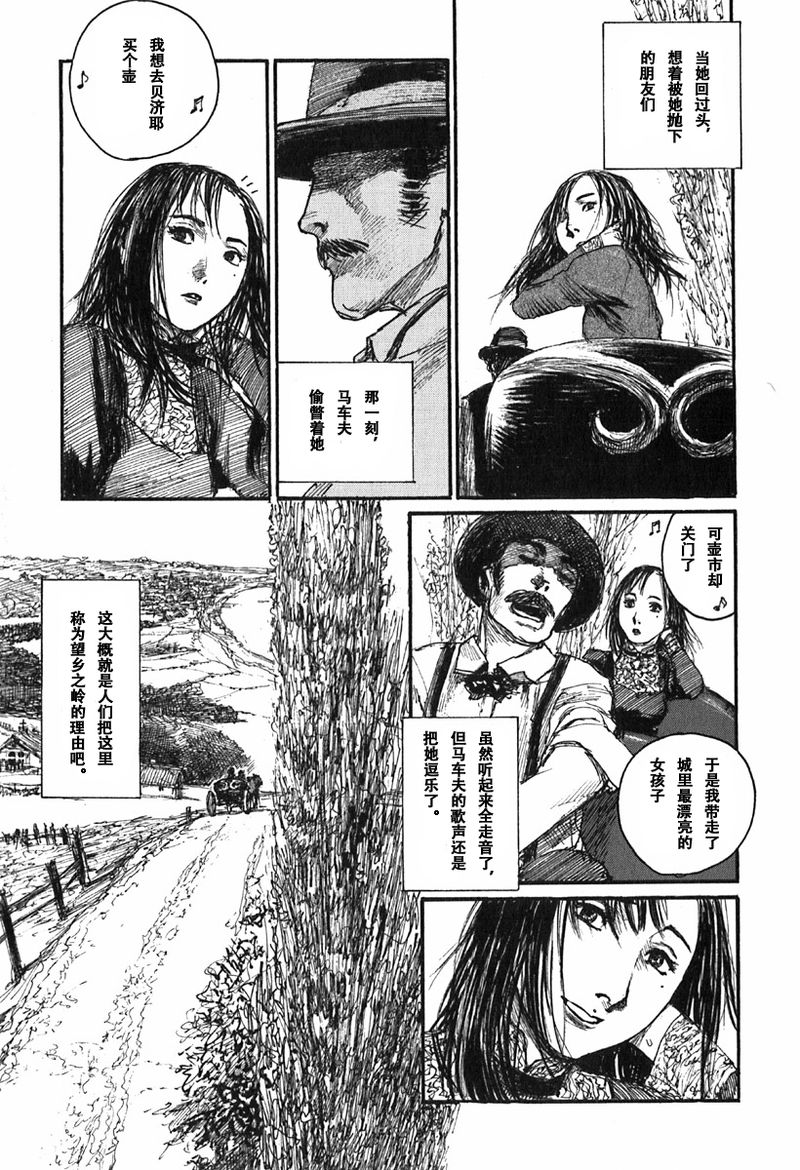 当她回过头，
想着被她抛下
的朋友们
那一刻，
马车夫
偷瞥着她
我想去贝济耶
买个壶
可壶市却
关门了
于是我带走了
城里最漂亮的
女孩子
虽然听起来全走音了，
但马车夫的歌声还是
把她逗乐了。
这大概就是人们把这里
称为望乡之岭的理由吧。